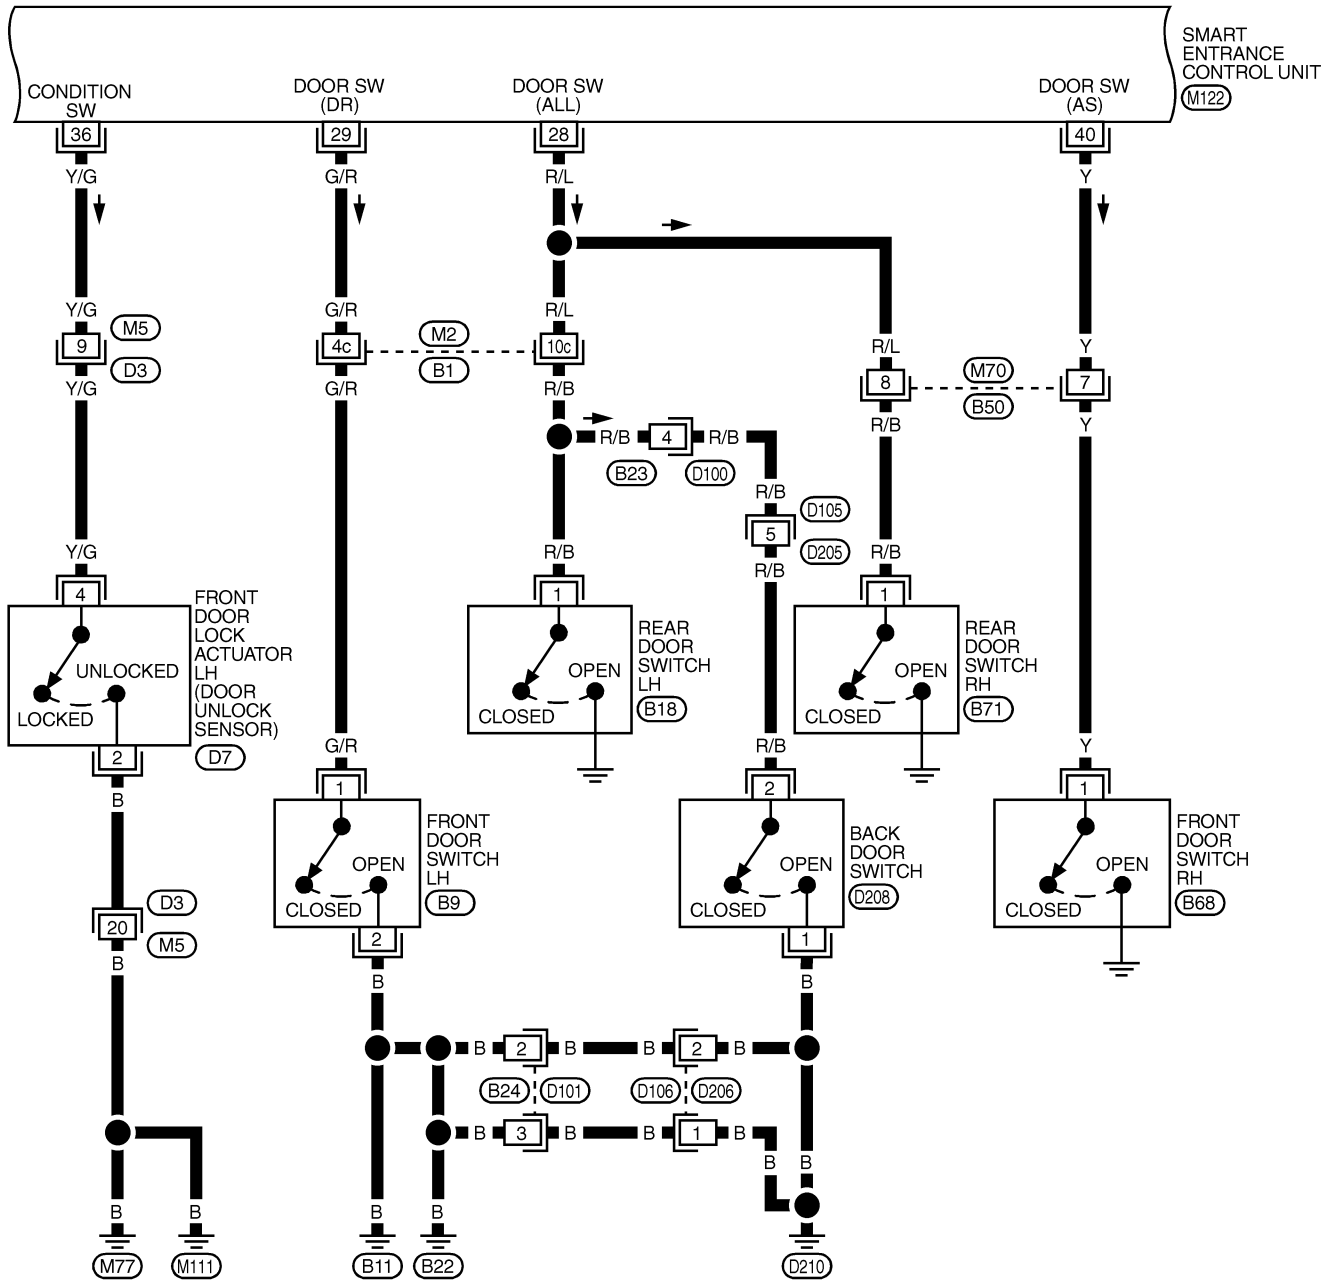 SMART
ENTRANCE
CONTROL UNIT
M122
CONDITION
SW
DOOR SW
(DR)
DOOR SW
(ALL)
DOOR SW
(AS)
36
29
28
40
Y/G
G/R
R/L
Y
Y/G
G/R
R/L
9
M5
D3
4c
M2
B1
10c
R/L
Y
8
M70
B50
7
Y/G
G/R
R/B
R/B
Y
R/B
4
R/B
B23
D100
R/B
D105
5
D205
R/B
Y/G
R/B
R/B
4
1
1
UNLOCKED
LOCKED
FRONT
DOOR
LOCK
ACTUATOR
LH
(DOOR
UNLOCK
SENSOR)
D7
2
OPEN
CLOSED
REAR
DOOR
SWITCH
LH
B18
OPEN
CLOSED
REAR
DOOR
SWITCH
RH
B71
G/R
R/B
Y
1
2
1
B
OPEN
CLOSED
FRONT
DOOR
SWITCH
LH
B9
OPEN
CLOSED
BACK
DOOR
SWITCH
D208
OPEN
CLOSED
FRONT
DOOR
SWITCH
RH
B68
D3
20
M5
2
1
B
B
B
B
2
B
B
2
B
B24
D101
D106
D206
B
3
B
B
1
B
B
B
B
B
B
B
M77
M111
B11
B22
D210